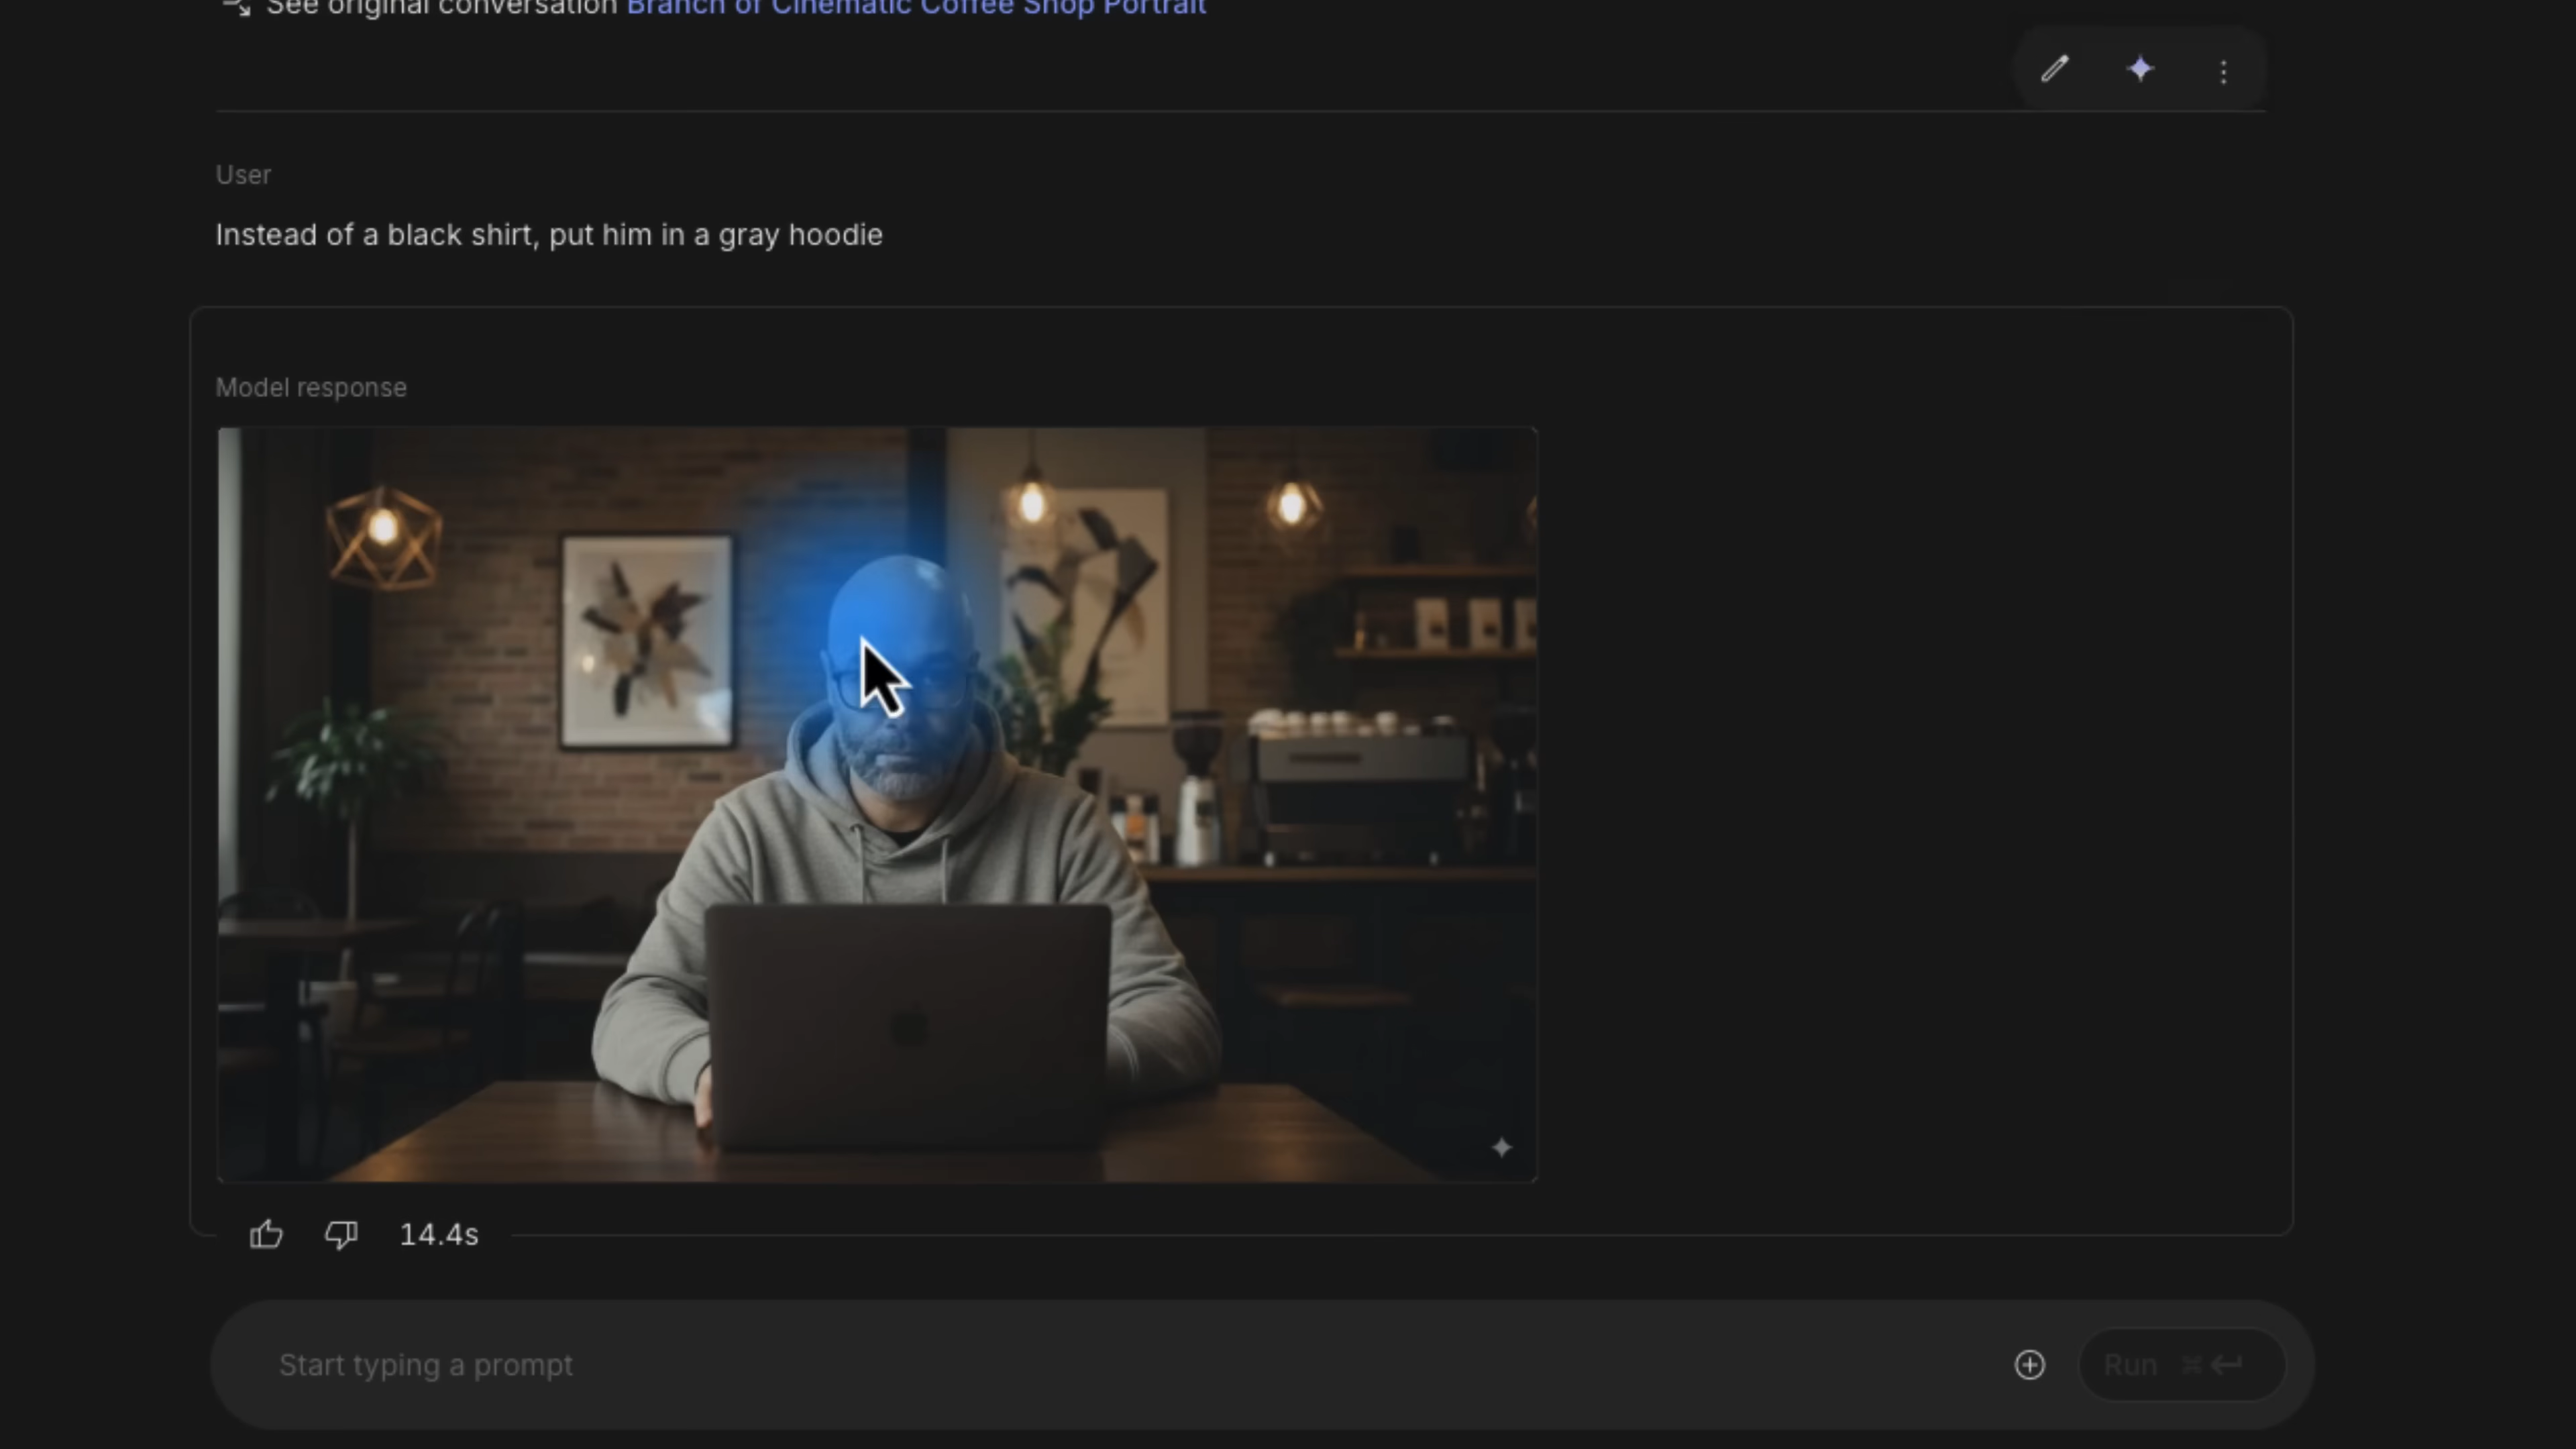 See original conversation Branch of Cinematic Coffee Shop Portrait
User
Instead of a black shirt, put him in a gray hoodie
Model response
14.4s
Start typing a prompt
Run ⌘↵